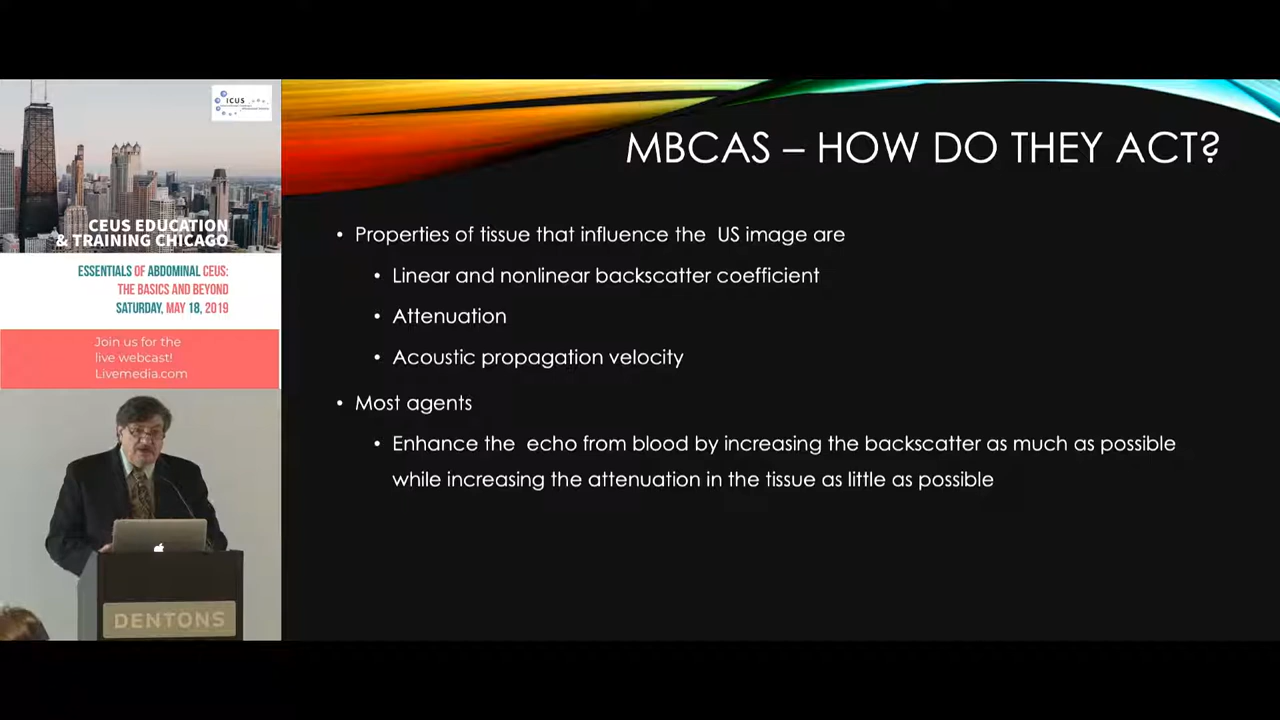 ICUS
CEUS EDUCATION
& TRAINING CHICAGO
ESSENTIALS OF ABDOMINAL CEUS:
THE BASICS AND BEYOND
SATURDAY, MAY 18, 2019
Join us for the
live webcast!
Livemedia.com
DENTONS
MBCAS – HOW DO THEY ACT?
• Properties of tissue that influence the US image are
• Linear and nonlinear backscatter coefficient
• Attenuation
• Acoustic propagation velocity
• Most agents
• Enhance the echo from blood by increasing the backscatter as much as possible
while increasing the attenuation in the tissue as little as possible